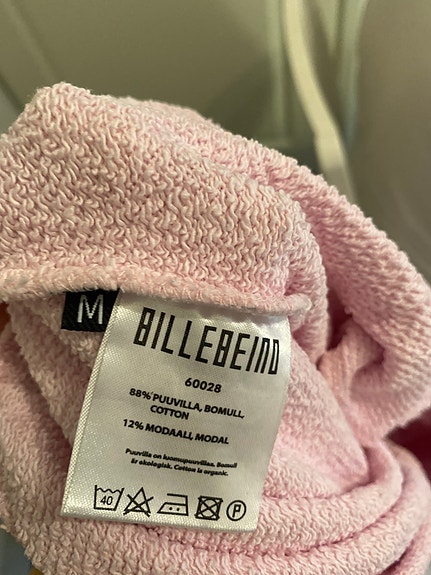 M
BILLEBEINO
60028
88% PUUVILLA, BOMULL,
COTTON
12% MODAALI, MODAL
Puuvilla on luomupuuvillaa. Bomull
är ekologisk. Cotton is organic.
40 P